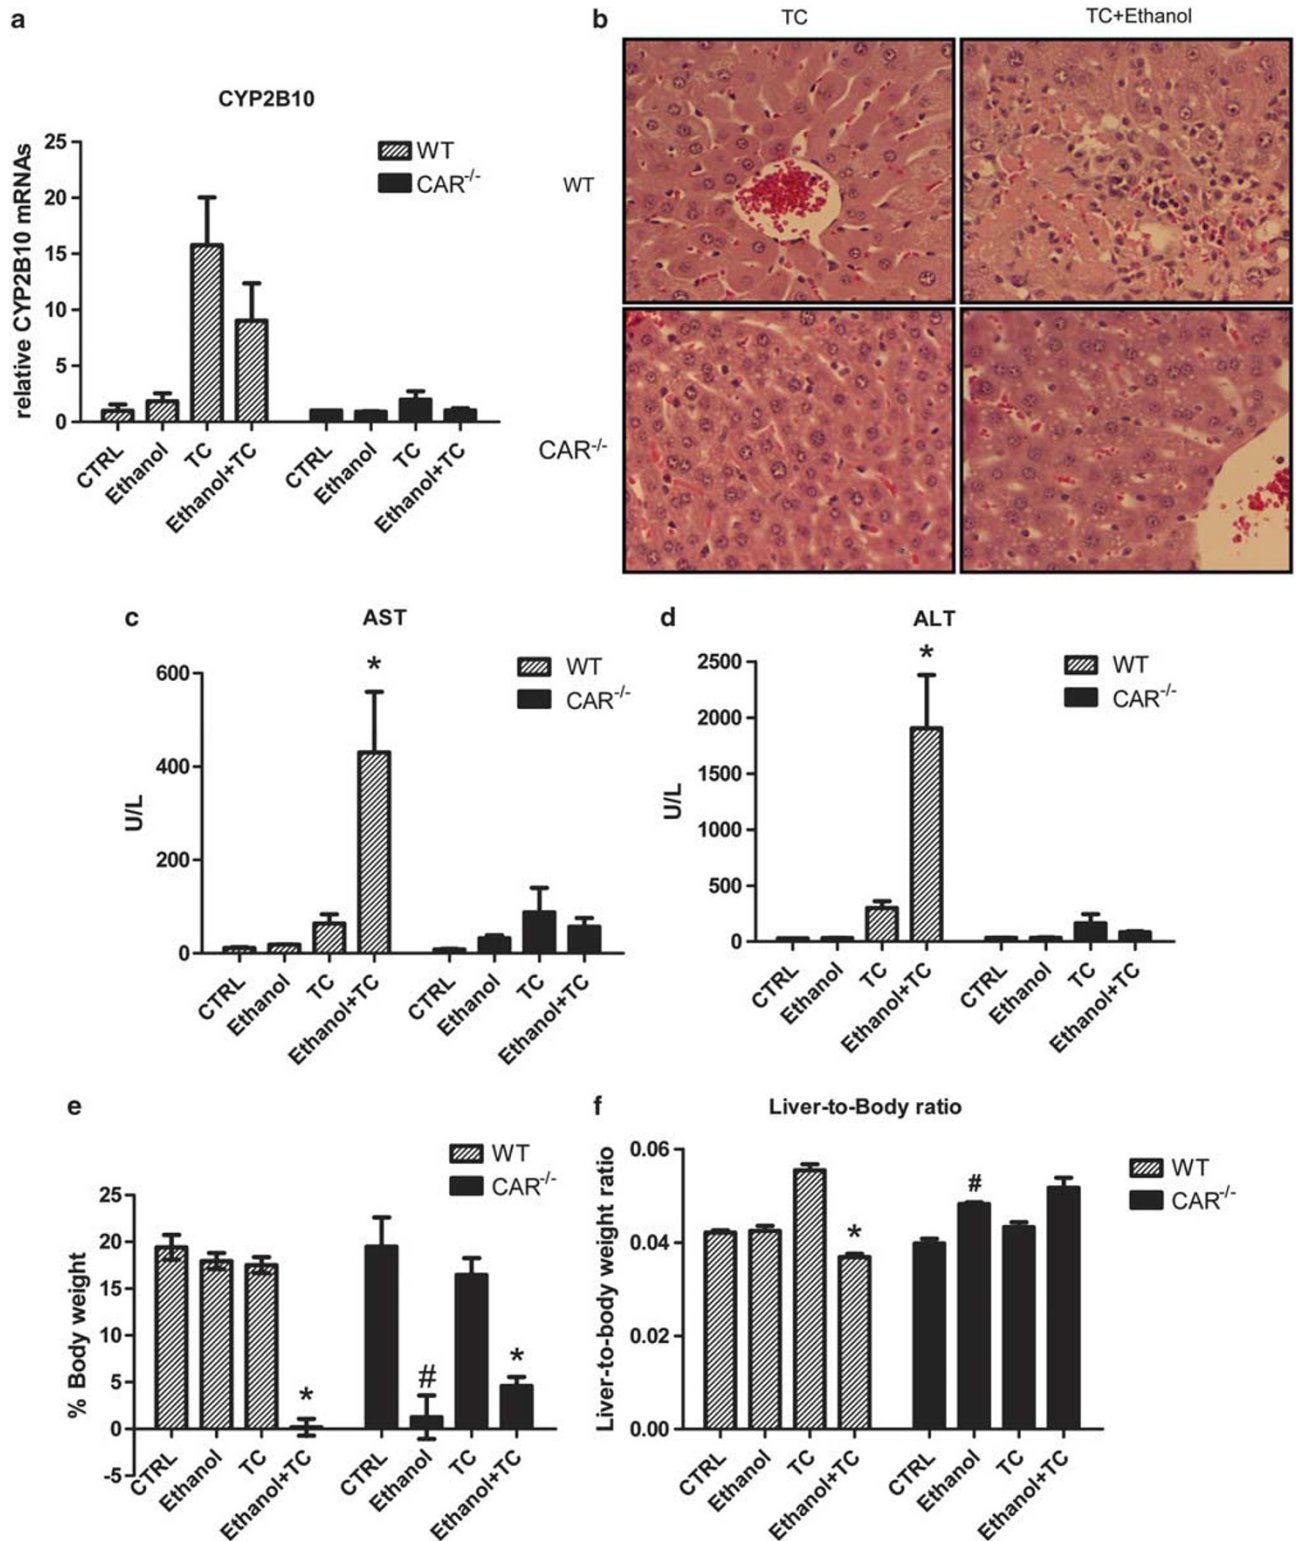 a
CYP2B10
relative CYP2B10 mRNAs
25
20
15
10
5
0
WT
CAR-/-
CTRL
Ethanol
TC
Ethanol+TC
CTRL
Ethanol
TC
Ethanol+TC
b
TC
TC+Ethanol
WT
CAR-/-
c
AST
U/L
600
400
200
0
*
WT
CAR-/-
CTRL
Ethanol
TC
Ethanol+TC
CTRL
Ethanol
TC
Ethanol+TC
d
ALT
U/L
2500
2000
1500
1000
500
0
*
WT
CAR-/-
CTRL
Ethanol
TC
Ethanol+TC
CTRL
Ethanol
TC
Ethanol+TC
e
% Body weight
25
20
15
10
5
0
-5
*
#
*
WT
CAR-/-
CTRL
Ethanol
TC
Ethanol+TC
CTRL
Ethanol
TC
Ethanol+TC
f
Liver-to-Body ratio
Liver-to-body weight ratio
0.06
0.04
0.02
0.00
*
#
WT
CAR-/-
CTRL
Ethanol
TC
Ethanol+TC
CTRL
Ethanol
TC
Ethanol+TC